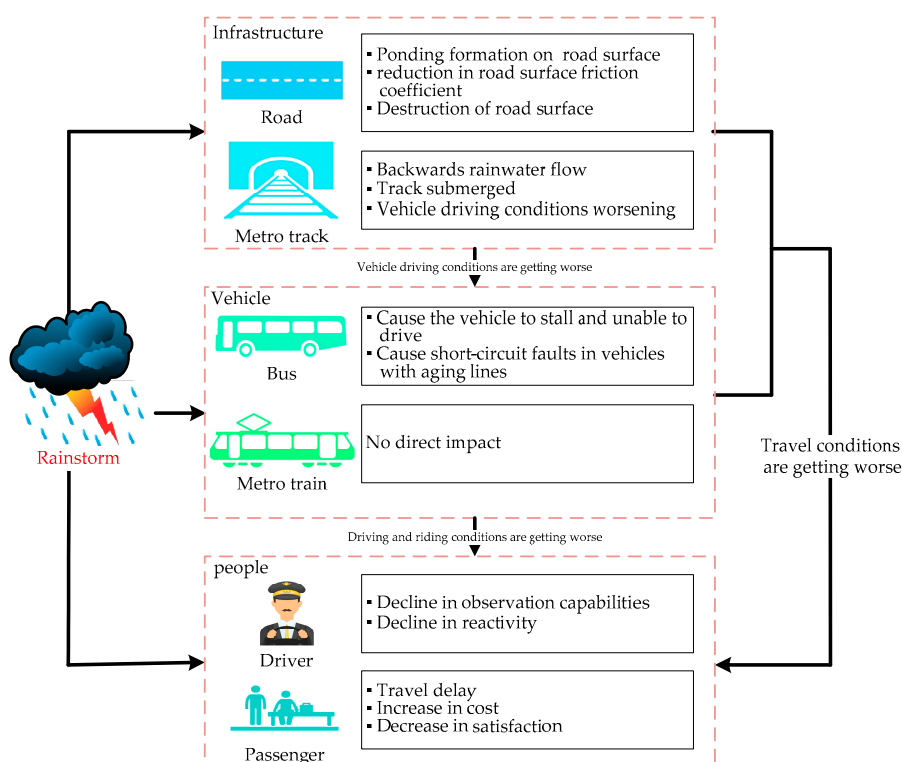 Infrastructure
▪ Ponding formation on road surface
▪ reduction in road surface friction
coefficient
▪ Destruction of road surface
Road
▪ Backwards rainwater flow
▪ Track submerged
▪ Vehicle driving conditions worsening
Metro track
Vehicle driving conditions are getting worse
Vehicle
▪ Cause the vehicle to stall and unable to
drive
▪ Cause short-circuit faults in vehicles
with aging lines
Bus
No direct impact
Metro train
Rainstorm
Travel conditions
are getting worse
Driving and riding conditions are getting worse
people
▪ Decline in observation capabilities
▪ Decline in reactivity
Driver
▪ Travel delay
▪ Increase in cost
▪ Decrease in satisfaction
Passenger